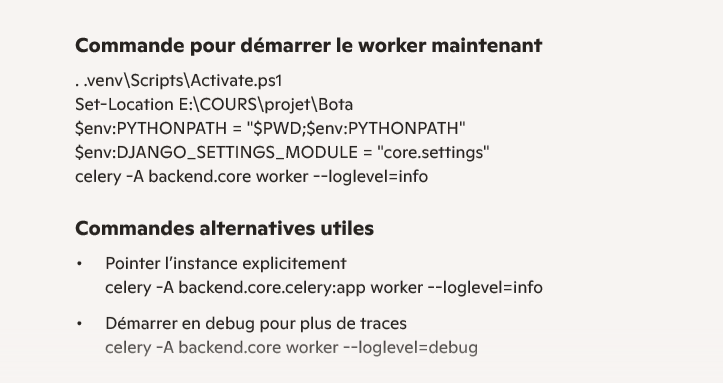 Commande pour démarrer le worker maintenant
. .venv\Scripts\Activate.ps1
Set-Location E:\COURS\projet\Bota
$env:PYTHONPATH = "$PWD;$env:PYTHONPATH"
$env:DJANGO_SETTINGS_MODULE = "core.settings"
celery -A backend.core worker --loglevel=info
Commandes alternatives utiles
• Pointer l’instance explicitement
celery -A backend.core.celery:app worker --loglevel=info
• Démarrer en debug pour plus de traces
celery -A backend.core worker --loglevel=debug